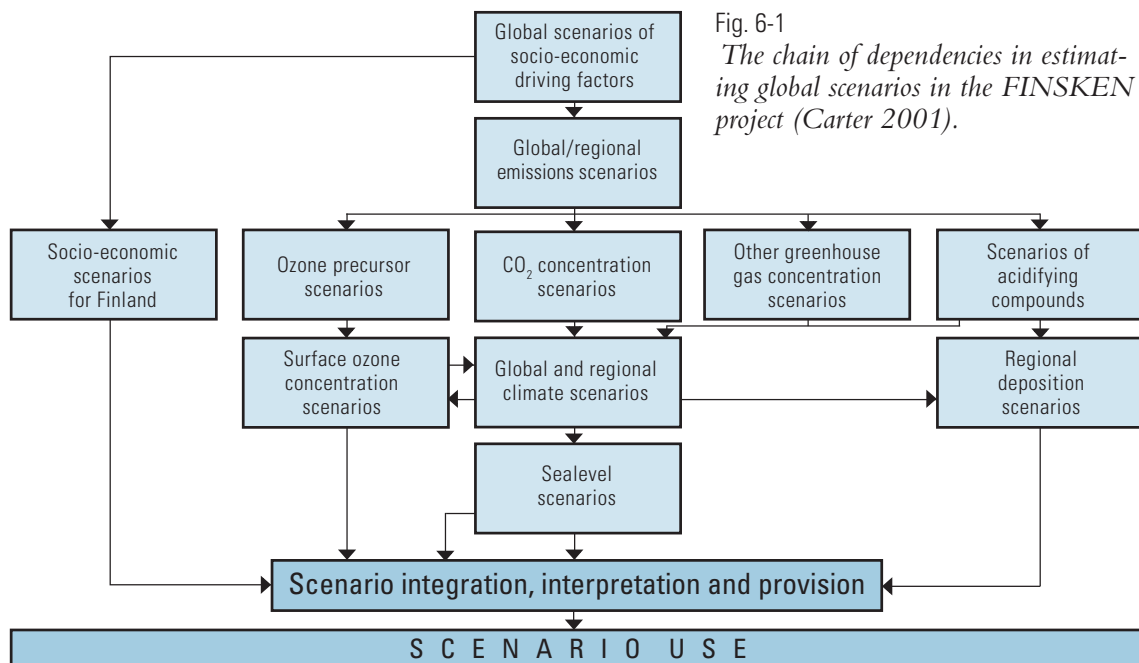 Fig. 6-1
The chain of dependencies in estimat-
ing global scenarios in the FINSKEN
project (Carter 2001).
Global scenarios of
socio-economic
driving factors
Global/regional
emissions scenarios
Socio-economic
scenarios
for Finland
Ozone precursor
scenarios
CO₂ concentration
scenarios
Other greenhouse
gas concentration
scenarios
Scenarios of
acidifying
compounds
Surface ozone
concentration
scenarios
Global and regional
climate scenarios
Regional
deposition
scenarios
Sealevel
scenarios
Scenario integration, interpretation and provision
SCENARIO USE